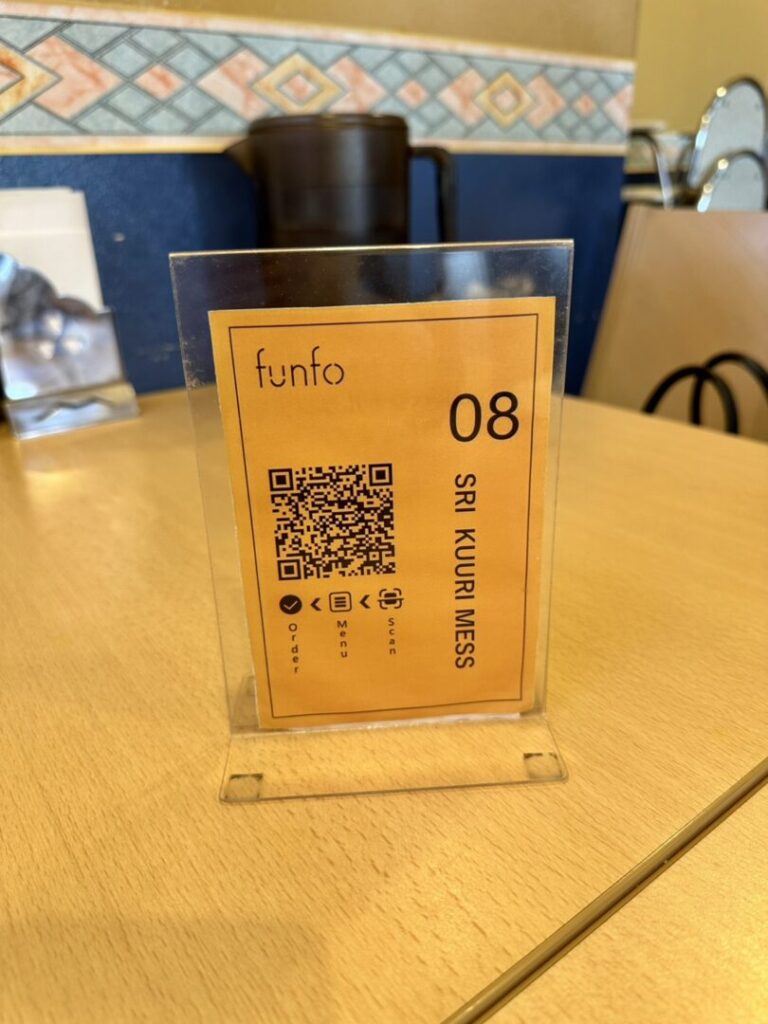 funfo
08
SRI KUURI MESS
Scan
Menu
Order